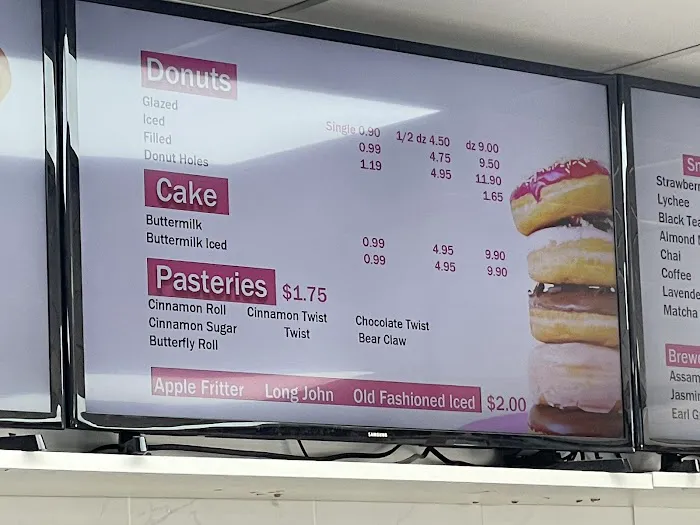 Donuts
Glazed Single 0.90 1/2 dz 4.50 dz 9.00
Iced 0.99 4.75 9.50
Filled 1.19 4.95 11.90
Donut Holes 1.65
Cake
Buttermilk 0.99 4.95 9.90
Buttermilk Iced 0.99 4.95 9.90
Pasteries $1.75
Cinnamon Roll Cinnamon Twist Chocolate Twist
Cinnamon Sugar Twist Bear Claw
Butterfly Roll
Apple Fritter Long John Old Fashioned Iced $2.00
SAMSUNG
Lychee
Black Tea
Almond
Chai
Coffee
Matcha
Assam
Earl